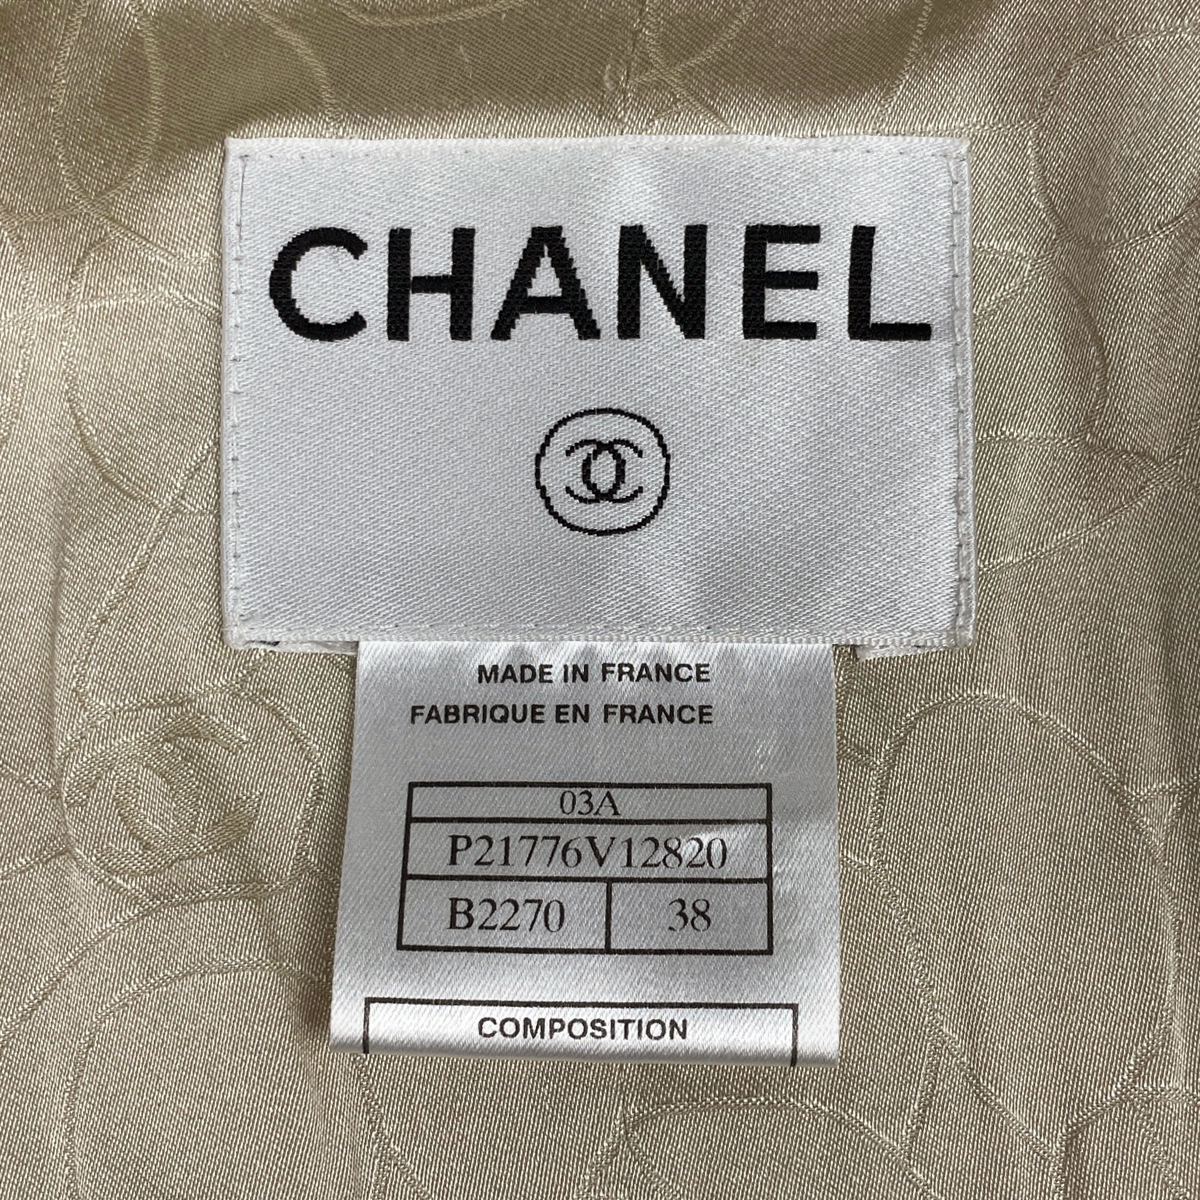 CHANEL
MADE IN FRANCE
FABRIQUE EN FRANCE
03A
P21776V12820
B2270 38
COMPOSITION